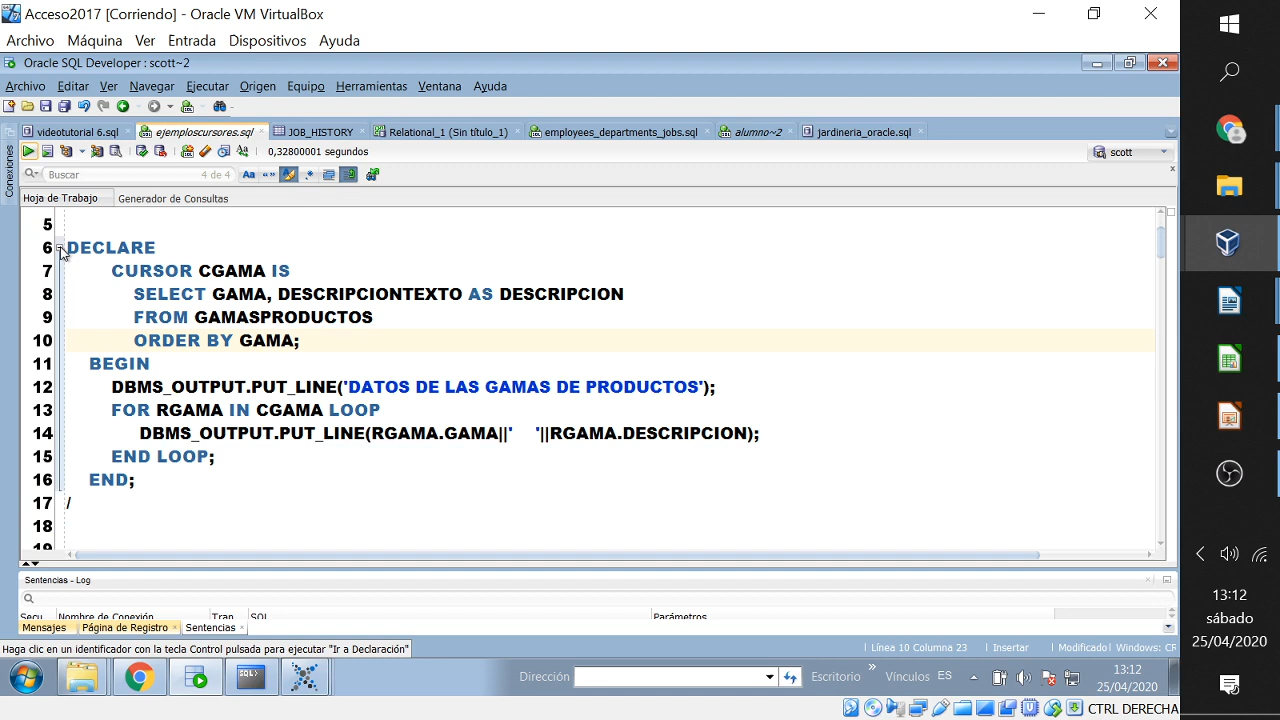 Acceso2017 [Corriendo] - Oracle VM VirtualBox
Archivo Máquina Ver Entrada Dispositivos Ayuda
Oracle SQL Developer : scott~2
Archivo Editar Ver Navegar Ejecutar Origen Equipo Herramientas Ventana Ayuda
videotutorial 6.sql ejemploscursores.sql JOB_HISTORY Relational_1 (Sin título_1) employees_departments_jobs.sql alumno~2 jardineria_oracle.sql
0,32800001 segundos scott
Conexiones
Buscar 4 de 4 Aa
Hoja de Trabajo Generador de Consultas
5
6 DECLARE
7 CURSOR CGAMA IS
8 SELECT GAMA, DESCRIPCIONTEXTO AS DESCRIPCION
9 FROM GAMASPRODUCTOS
10 ORDER BY GAMA;
11 BEGIN
12 DBMS_OUTPUT.PUT_LINE('DATOS DE LAS GAMAS DE PRODUCTOS');
13 FOR RGAMA IN CGAMA LOOP
14 DBMS_OUTPUT.PUT_LINE(RGAMA.GAMA||'    '||RGAMA.DESCRIPCION);
15 END LOOP;
16 END;
17 /
18
19
Sentencias - Log
Secu Nombre de Conexión Tran SQL Parámetros
Mensajes Página de Registro Sentencias
Haga clic en un identificador con la tecla Control pulsada para ejecutar "Ir a Declaración" Línea 10 Columna 23 Insertar Modificado Windows: CR
Dirección Escritorio Vínculos ES 13:12
25/04/2020
CTRL DERECHA
13:12
sábado
25/04/2020